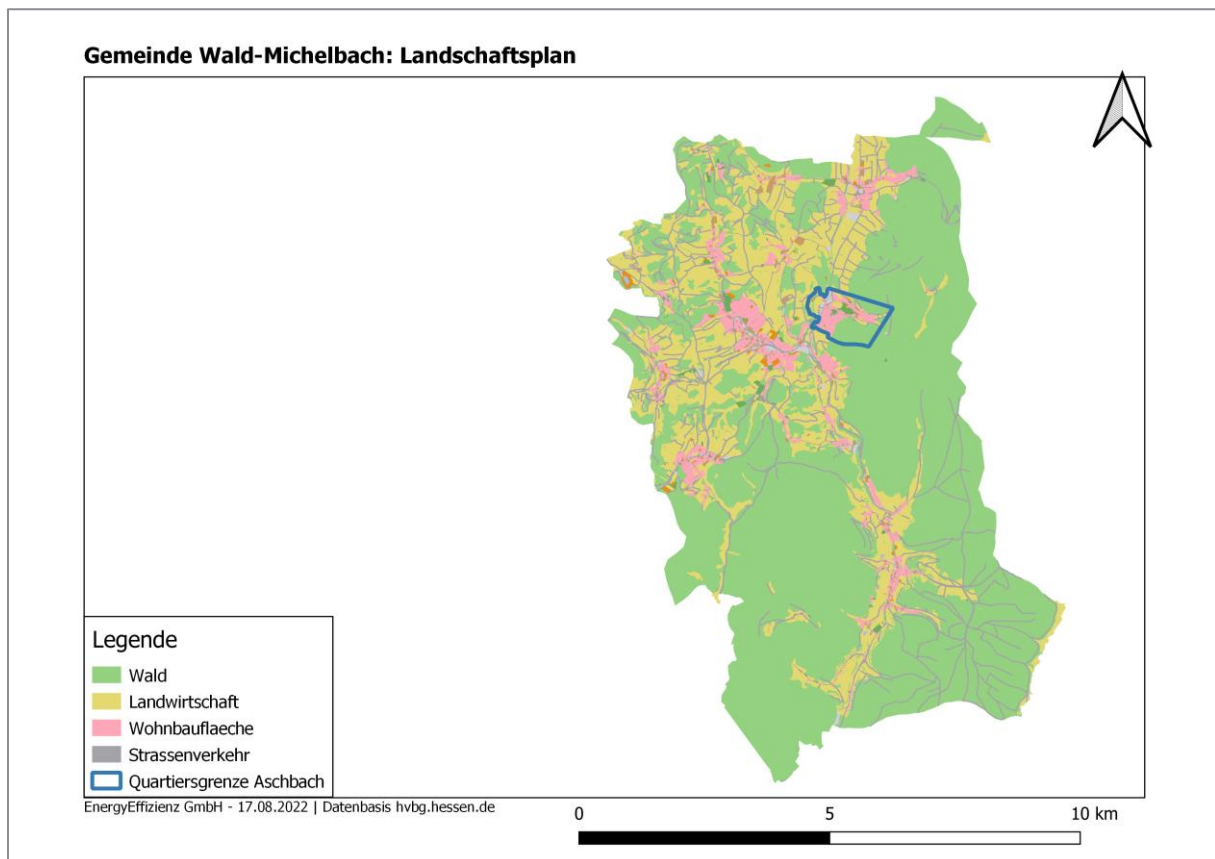 Gemeinde Wald-Michelbach: Landschaftsplan
Legende
Wald
Landwirtschaft
Wohnbauflaeche
Strassenverkehr
Quartiersgrenze Aschbach
EnergyEffizienz GmbH - 17.08.2022 | Datenbasis hvbg.hessen.de
0 5 10 km